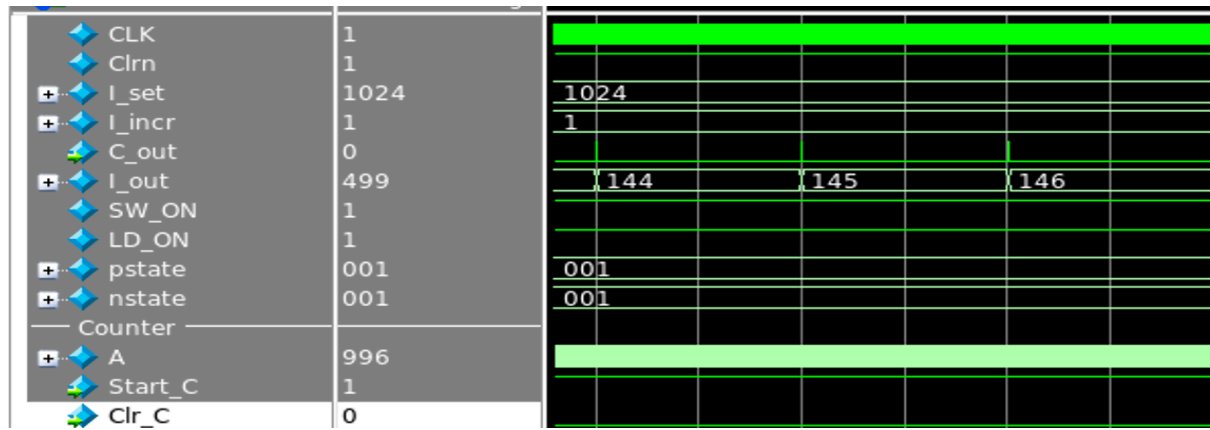 CLK 1
Clrn 1
I_set 1024 1024
I_incr 1 1
C_out 0
I_out 499 144 145 146
SW_ON 1
LD_ON 1
pstate 001 001
nstate 001 001
Counter
A 996
Start_C 1
Clr_C 0